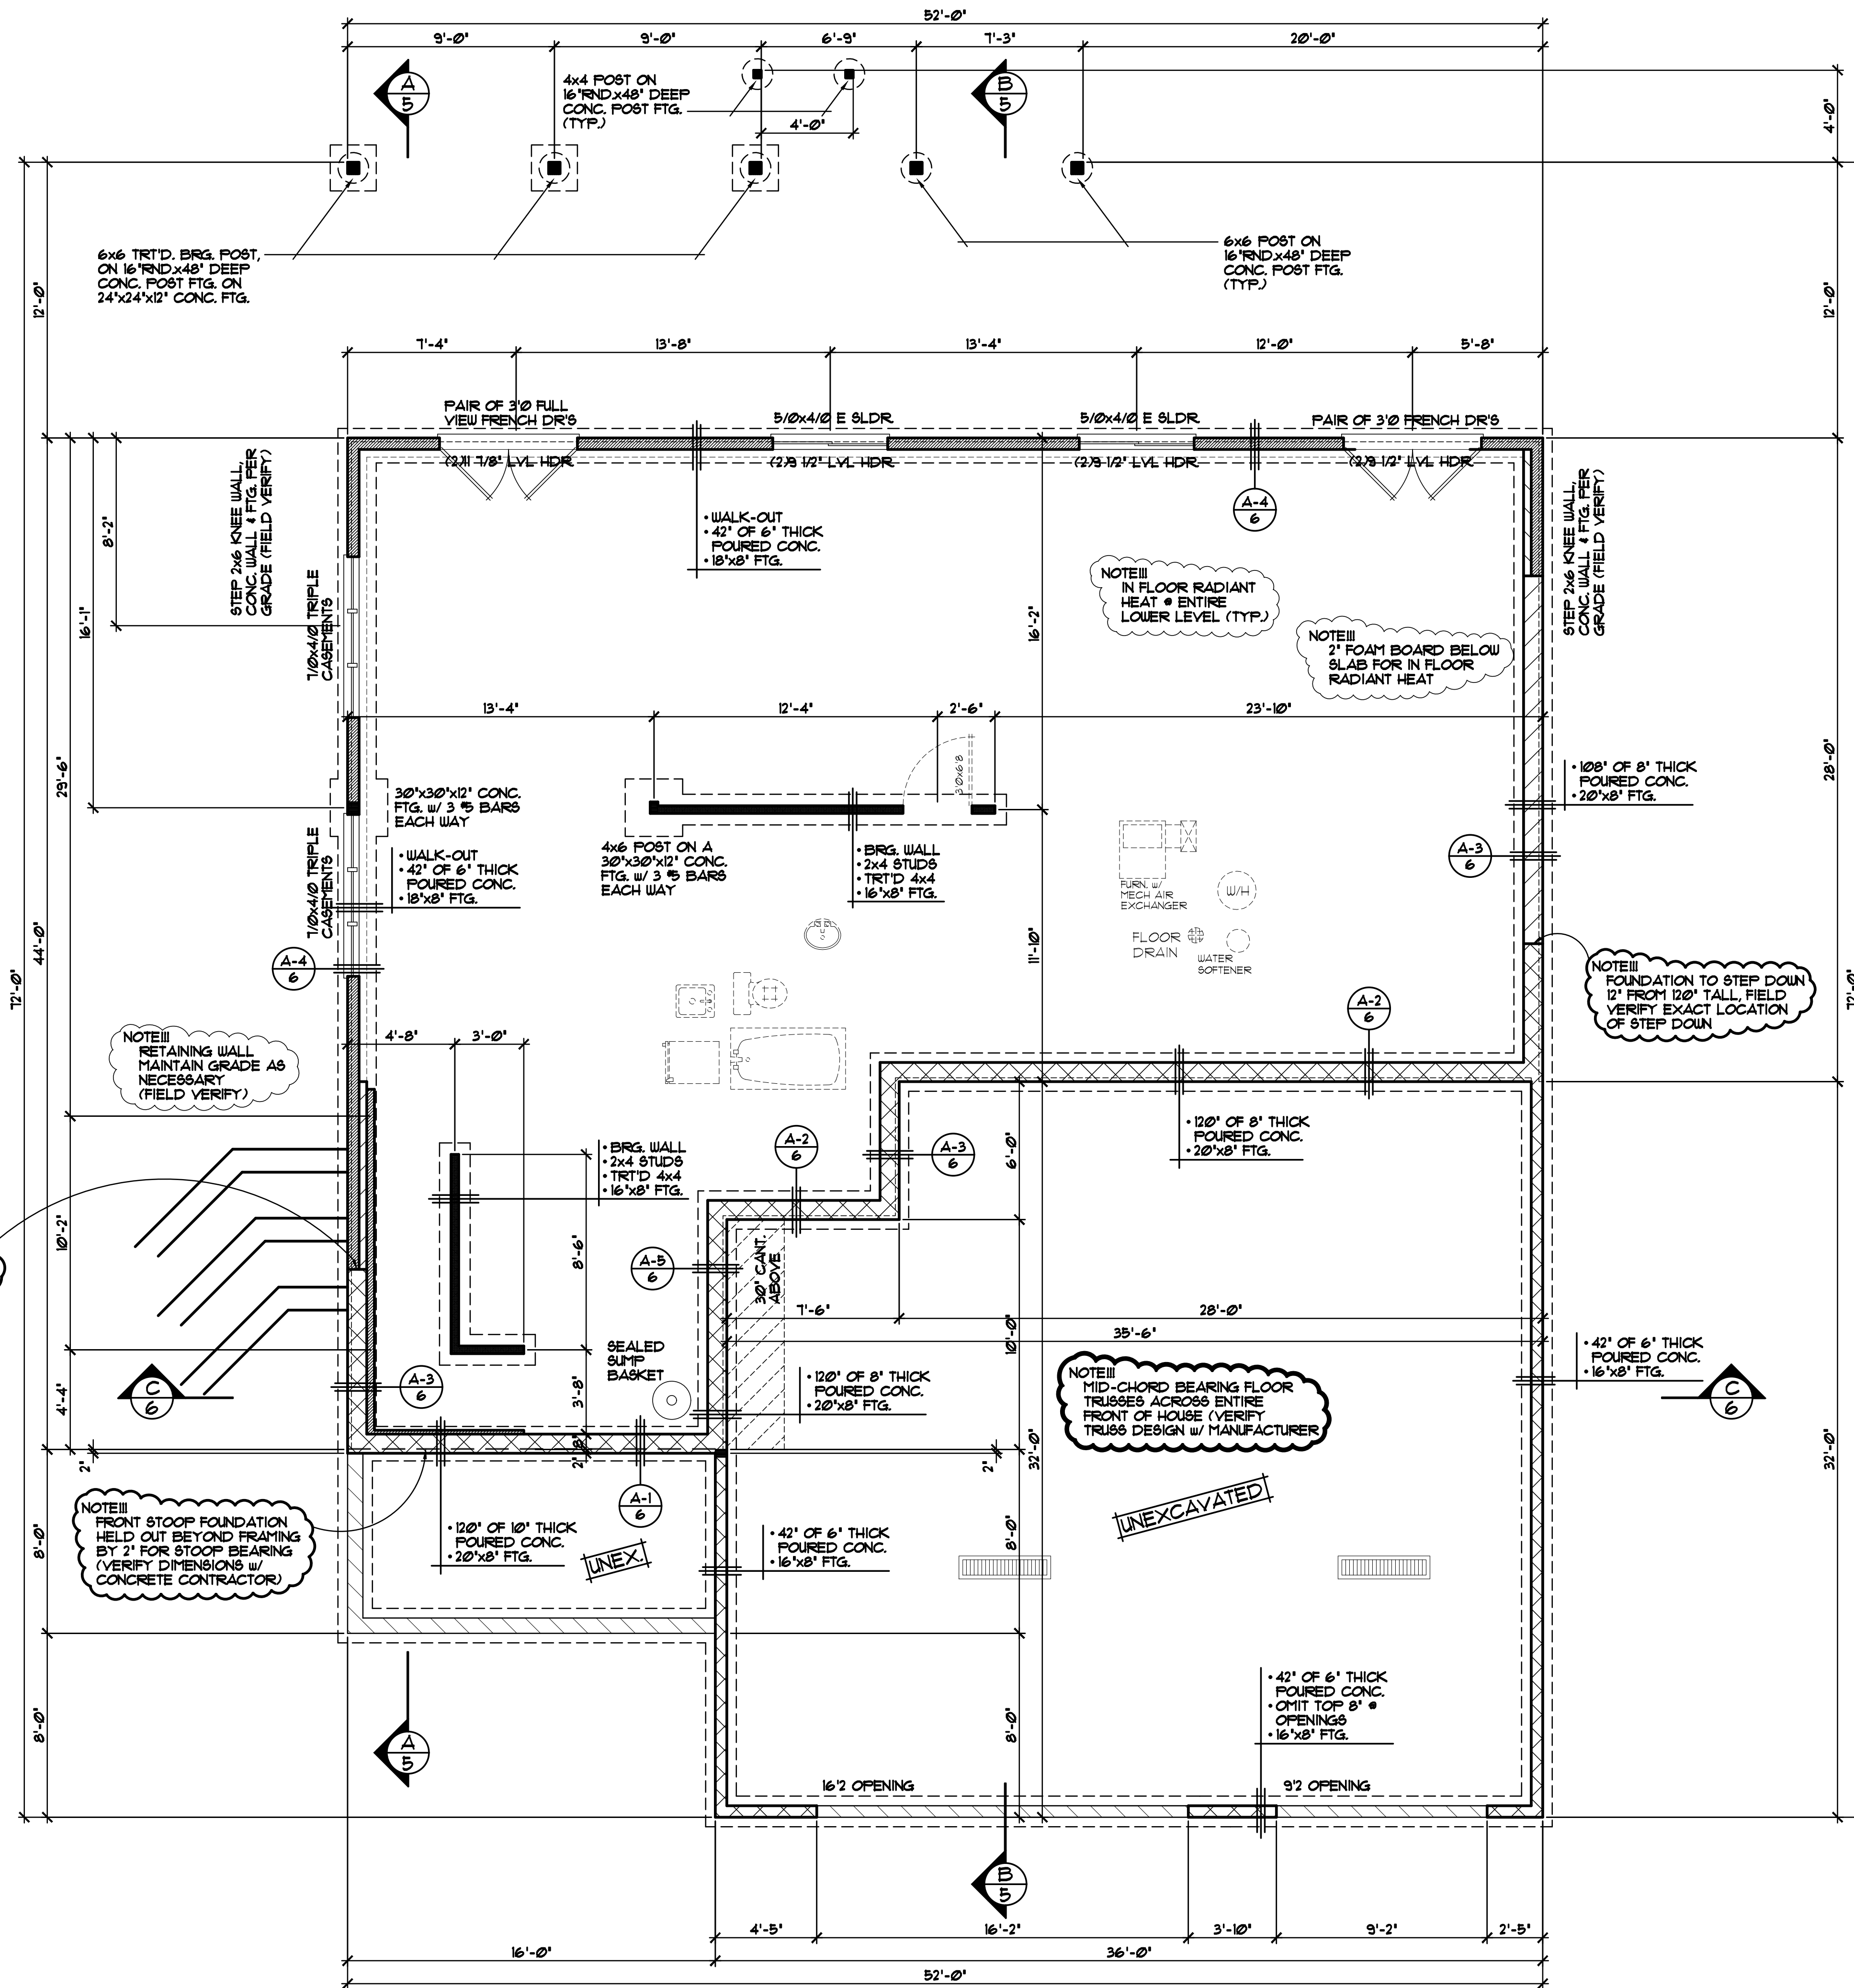 52'-0"
9'-0"
9'-0"
6'-9"
7'-3"
20'-0"
A
5
4x4 POST ON
16"RND.x48" DEEP
CONC. POST FTG.
(TYP.)
B
5
4'-0"
4'-0"
6x6 TRT'D. BRG. POST,
ON 16"RND.x48" DEEP
CONC. POST FTG. ON
24"x24"x12" CONC. FTG.
6x6 POST ON
16"RND.x48" DEEP
CONC. POST FTG.
(TYP.)
12'-0"
12'-0"
7'-4"
13'-8"
13'-4"
12'-0"
5'-8"
PAIR OF 3'0 FULL
VIEW FRENCH DR'S
5/0x4/0 E SLDR.
5/0x4/0 E SLDR.
PAIR OF 3'0 FRENCH DR'S
(2)11 7/8" LVL HDR.
(2)9 1/2" LVL HDR.
(2)9 1/2" LVL HDR.
(2)9 1/2" LVL HDR.
STEP 2x6 KNEE WALL,
CONC. WALL & FTG. PER
GRADE (FIELD VERIFY)
STEP 2x6 KNEE WALL,
CONC. WALL & FTG. PER
GRADE (FIELD VERIFY)
8'-2"
16'-1"
29'-6"
44'-0"
72'-0"
• WALK-OUT
• 42" OF 6" THICK
POURED CONC.
• 18"x8" FTG.
A-4
6
NOTE!!!
IN FLOOR RADIANT
HEAT @ ENTIRE
LOWER LEVEL (TYP.)
NOTE!!!
2" FOAM BOARD BELOW
SLAB FOR IN FLOOR
RADIANT HEAT
7/0x4/0 TRIPLE
CASEMENTS
16'-2"
13'-4"
12'-4"
2'-6"
23'-10"
3'0x6'8
28'-0"
72'-0"
30"x30"x12" CONC.
FTG. w/ 3 #5 BARS
EACH WAY
• 108" OF 8" THICK
POURED CONC.
• 20"x8" FTG.
7/0x4/0 TRIPLE
CASEMENTS
• WALK-OUT
• 42" OF 6" THICK
POURED CONC.
• 18"x8" FTG.
4x6 POST ON A
30"x30"x12" CONC.
FTG. w/ 3 #5 BARS
EACH WAY
• BRG. WALL
• 2x4 STUDS
• TRT'D 4x4
• 16"x8" FTG.
A-3
6
FURN. w/
MECH AIR
EXCHANGER
W/H
FLOOR
DRAIN
WATER
SOFTENER
11'-10"
A-4
6
A-2
6
NOTE!!!
FOUNDATION TO STEP DOWN
12" FROM 120" TALL, FIELD
VERIFY EXACT LOCATION
OF STEP DOWN
NOTE!!!
RETAINING WALL
MAINTAIN GRADE AS
NECESSARY
(FIELD VERIFY)
4'-8"
3'-0"
• BRG. WALL
• 2x4 STUDS
• TRT'D 4x4
• 16"x8" FTG.
A-2
6
A-3
6
6'-0"
• 120" OF 8" THICK
POURED CONC.
• 20"x8" FTG.
10'-2"
8'-6"
A-5
6
30" CANT.
ABOVE
7'-6"
28'-0"
35'-6"
10'-0"
SEALED
SUMP
BASKET
3'-8"
C
6
A-3
6
4'-4"
• 120" OF 8" THICK
POURED CONC.
• 20"x8" FTG.
NOTE!!!
MID-CHORD BEARING FLOOR
TRUSSES ACROSS ENTIRE
FRONT OF HOUSE (VERIFY
TRUSS DESIGN w/ MANUFACTURER
• 42" OF 6" THICK
POURED CONC.
• 16"x8" FTG.
C
6
2"
2"
32'-0"
32'-0"
NOTE!!!
FRONT STOOP FOUNDATION
HELD OUT BEYOND FRAMING
BY 2" FOR STOOP BEARING
(VERIFY DIMENSIONS w/
CONCRETE CONTRACTOR)
A-1
6
• 120" OF 10" THICK
POURED CONC.
• 20"x8" FTG.
UNEX.
• 42" OF 6" THICK
POURED CONC.
• 16"x8" FTG.
UNEXCAVATED
8'-0"
8'-0"
8'-0"
8'-0"
A
5
• 42" OF 6" THICK
POURED CONC.
• OMIT TOP 8" @
OPENINGS
• 16"x8" FTG.
16'2 OPENING
9'2 OPENING
B
5
4'-5"
16'-2"
3'-10"
9'-2"
2'-5"
16'-0"
36'-0"
52'-0"